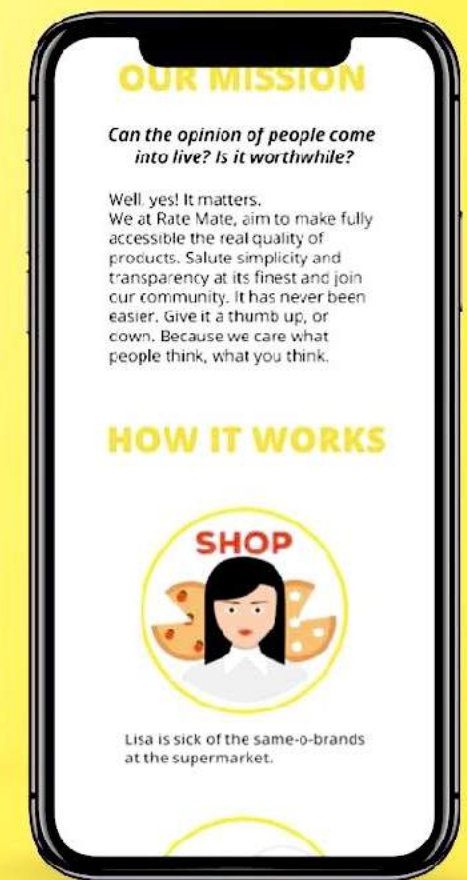 OUR MISSION
Can the opinion of people come
into live? Is it worthwhile?
Well, yes! It matters.
We at Rate Mate, aim to make fully
accessible the real quality of
products. Salute simplicity and
transparency at its finest and join
our community. It has never been
easier. Give it a thumb up, or
down. Because we care what
people think, what you think.
HOW IT WORKS
SHOP
Lisa is sick of the same-o-brands
at the supermarket.